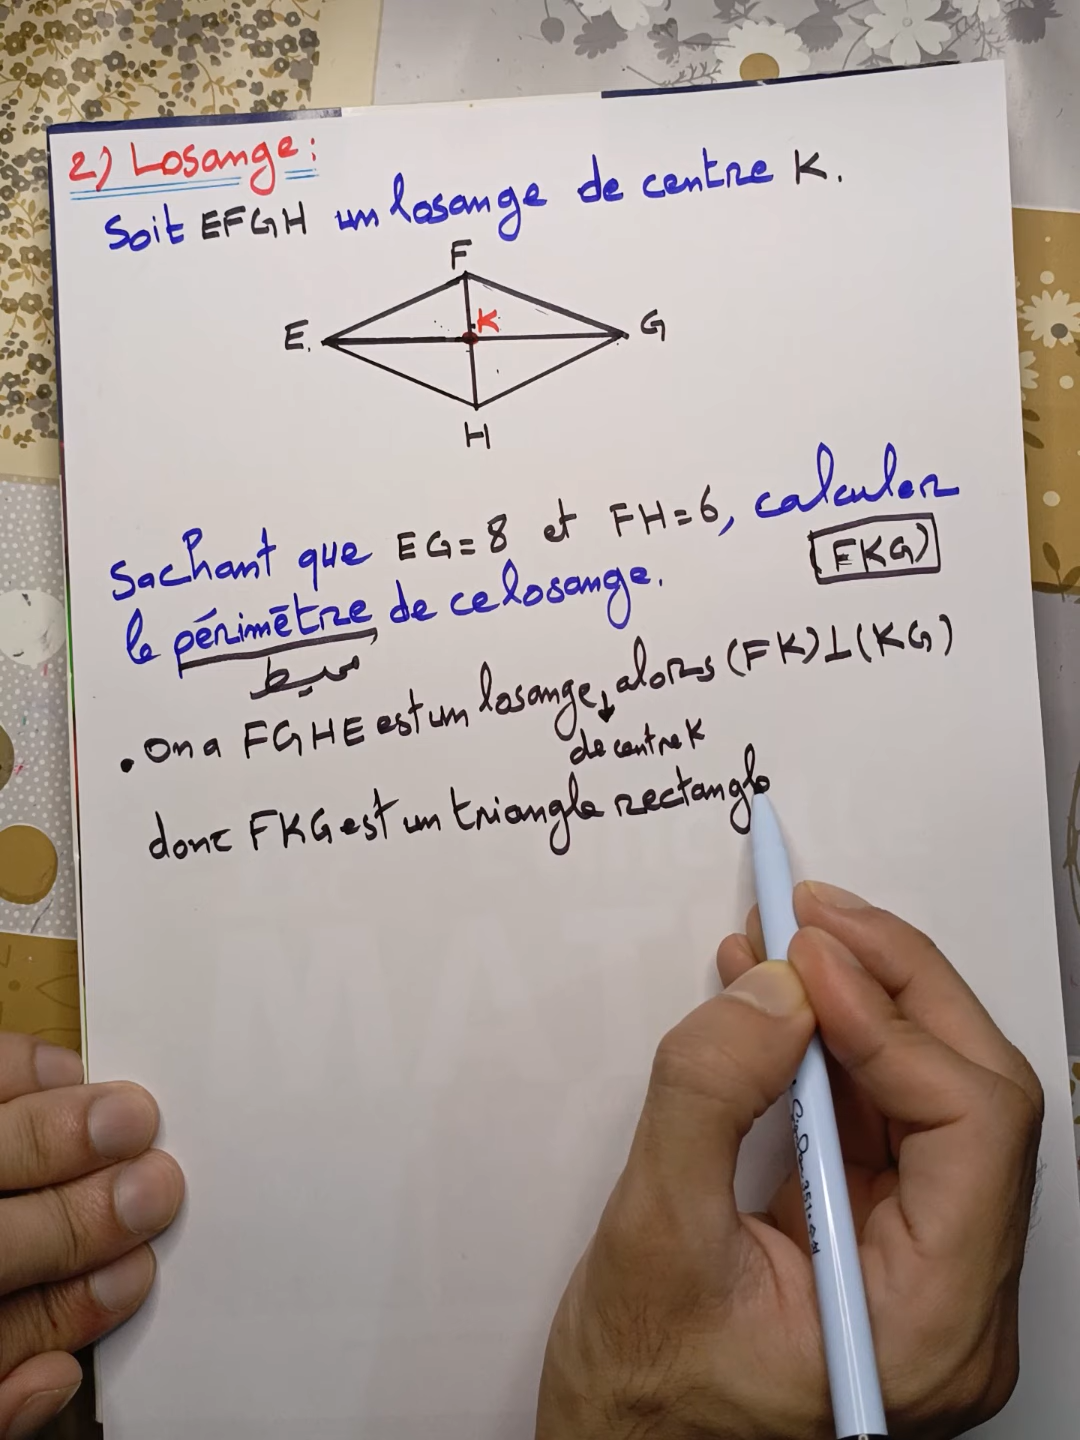 2) Losange:
Soit EFGH un losange de centre K.
F
K
E.
G
H
Sachant que EG=8 et FH=6, calculer
le périmētre de ce losange.
FKG
محيط
• On a FGHE est un losange, alors (FK)⊥(KG)
de centre K
donc FKG est un triangle rectangle